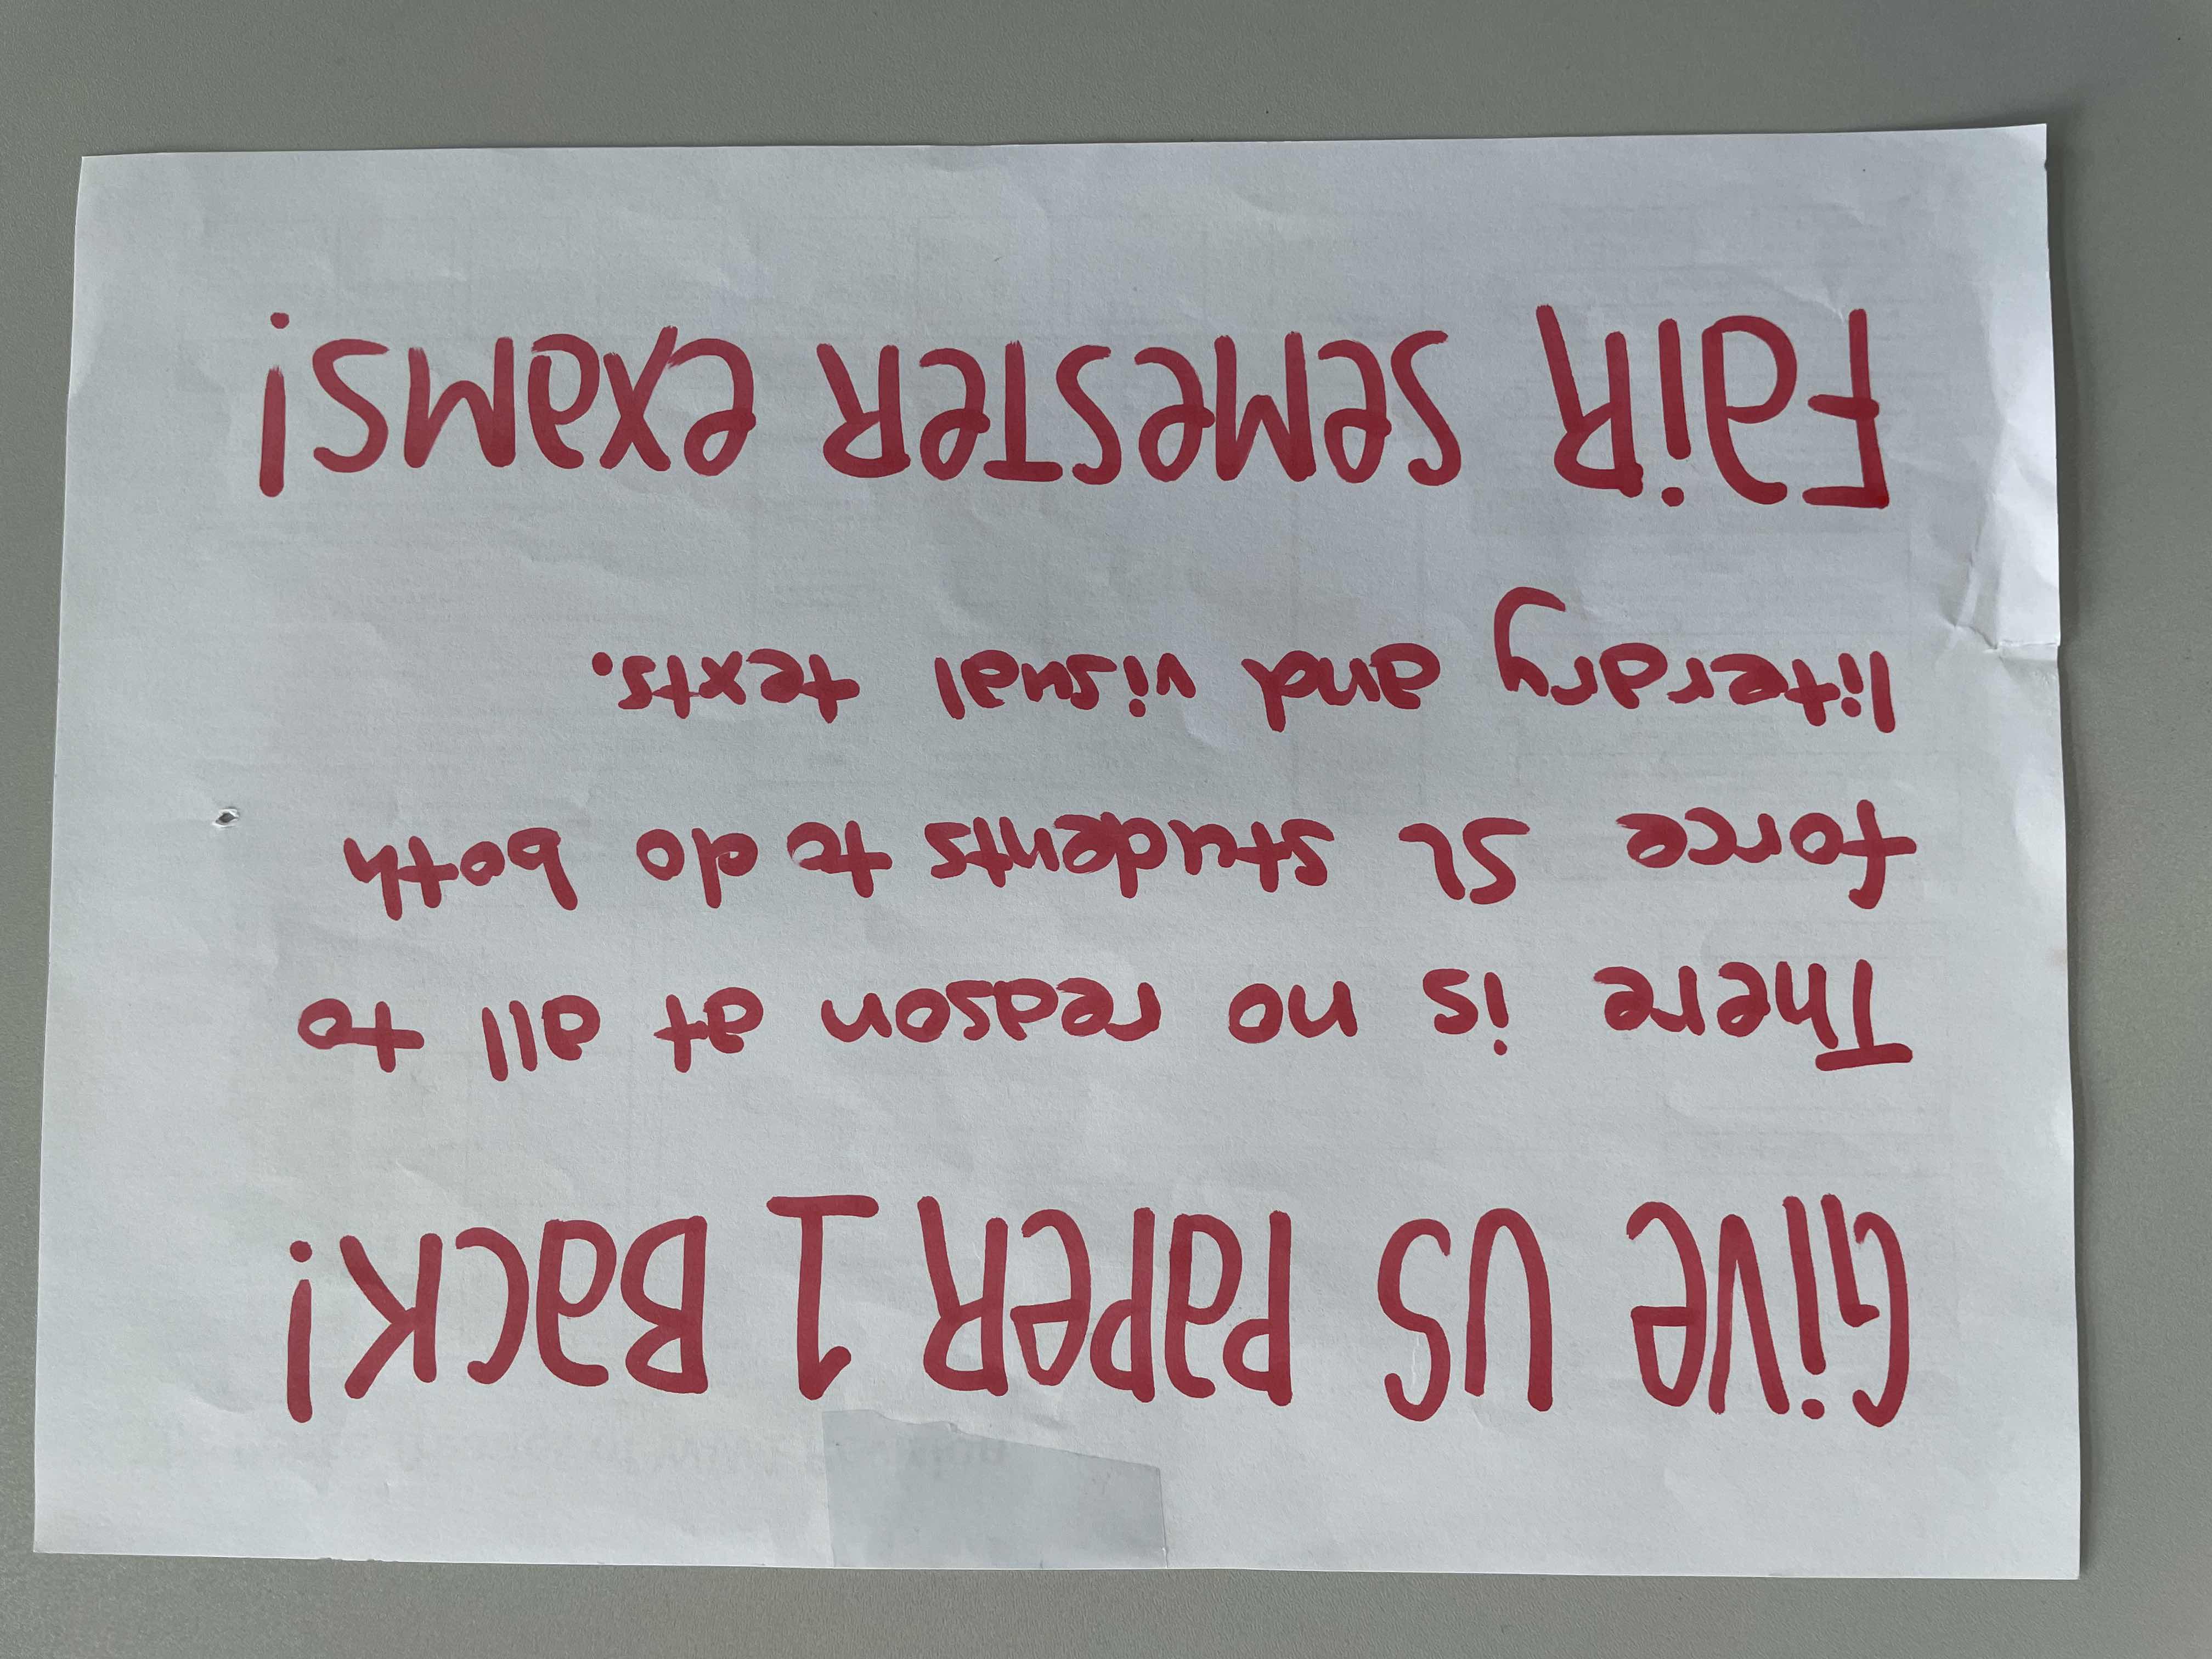 GiVe US PaPeR 1 BaCK!
There is no reason at all to
force SL students to do both
literary and visual texts.
FaiR SeMeSTeR eXaMS!